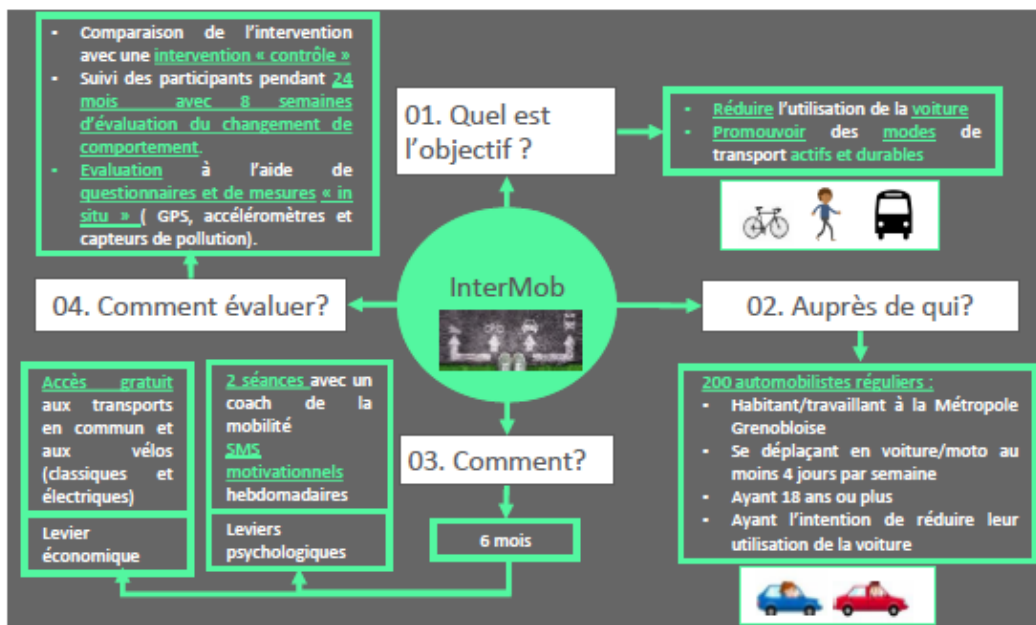 InterMob
01. Quel est
l'objectif ?
- Réduire l'utilisation de la voiture
- Promouvoir des modes de
transport actifs et durables
02. Auprès de qui?
200 automobilistes réguliers :
• Habitant/travaillant à la Métropole
Grenobloise
• Se déplaçant en voiture/moto au
moins 4 jours par semaine
• Ayant 18 ans ou plus
• Ayant l'intention de réduire leur
utilisation de la voiture
03. Comment?
6 mois
2 séances avec un
coach de la
mobilité
SMS
motivationnels
hebdomadaires
Leviers
psychologiques
Accès gratuit
aux transports
en commun et
aux vélos
(classiques et
électriques)
Levier
économique
04. Comment évaluer?
- Comparaison de l'intervention
avec une intervention « contrôle »
- Suivi des participants pendant 24
mois avec 8 semaines
d'évaluation du changement de
comportement.
- Evaluation à l'aide de
questionnaires et de mesures « in
situ » ( GPS, accéléromètres et
capteurs de pollution).